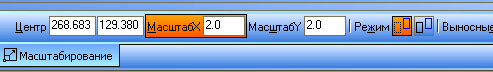 Центр 268.683 129.380 МасштабX 2.0 МасштабY 2.0 Режим Выносные
Масштабирование